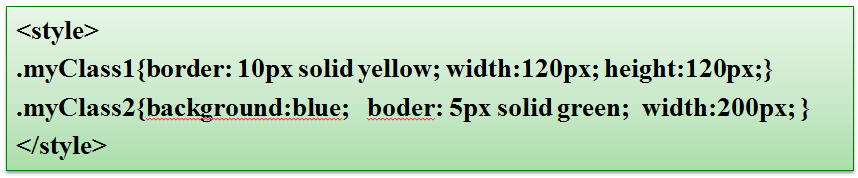 <style>
.myClass1{border: 10px solid yellow; width:120px; height:120px;}
.myClass2{background:blue; boder: 5px solid green; width:200px; }
</style>